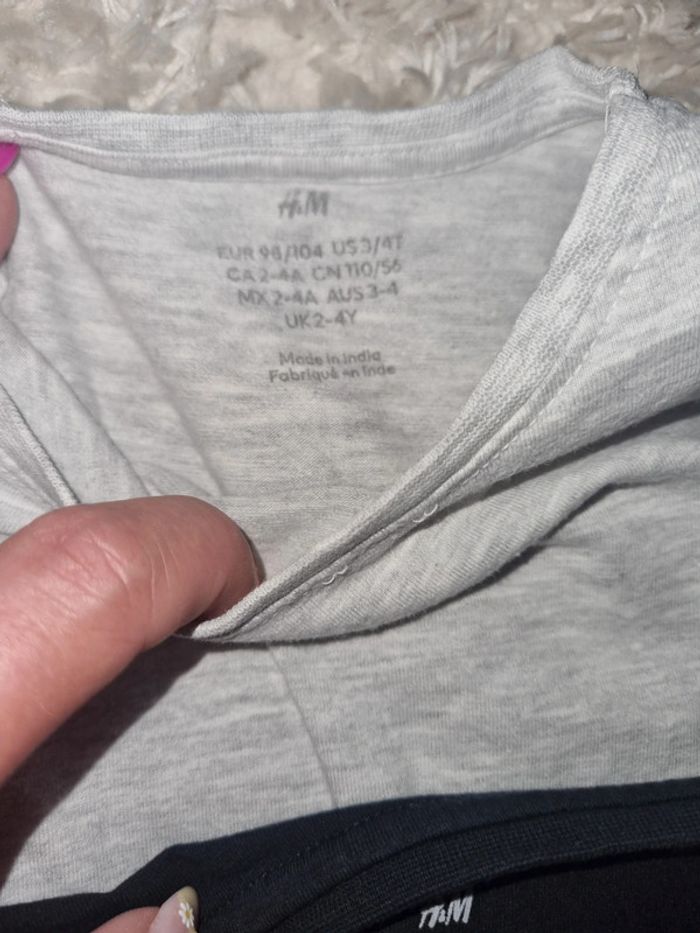 H&M
EUR 98/104 US 3/4T
CA 2-4A CN 110/56
MX 2-4A AUS 3-4
UK 2-4Y
Made in India
Fabriqué en Inde
H&M